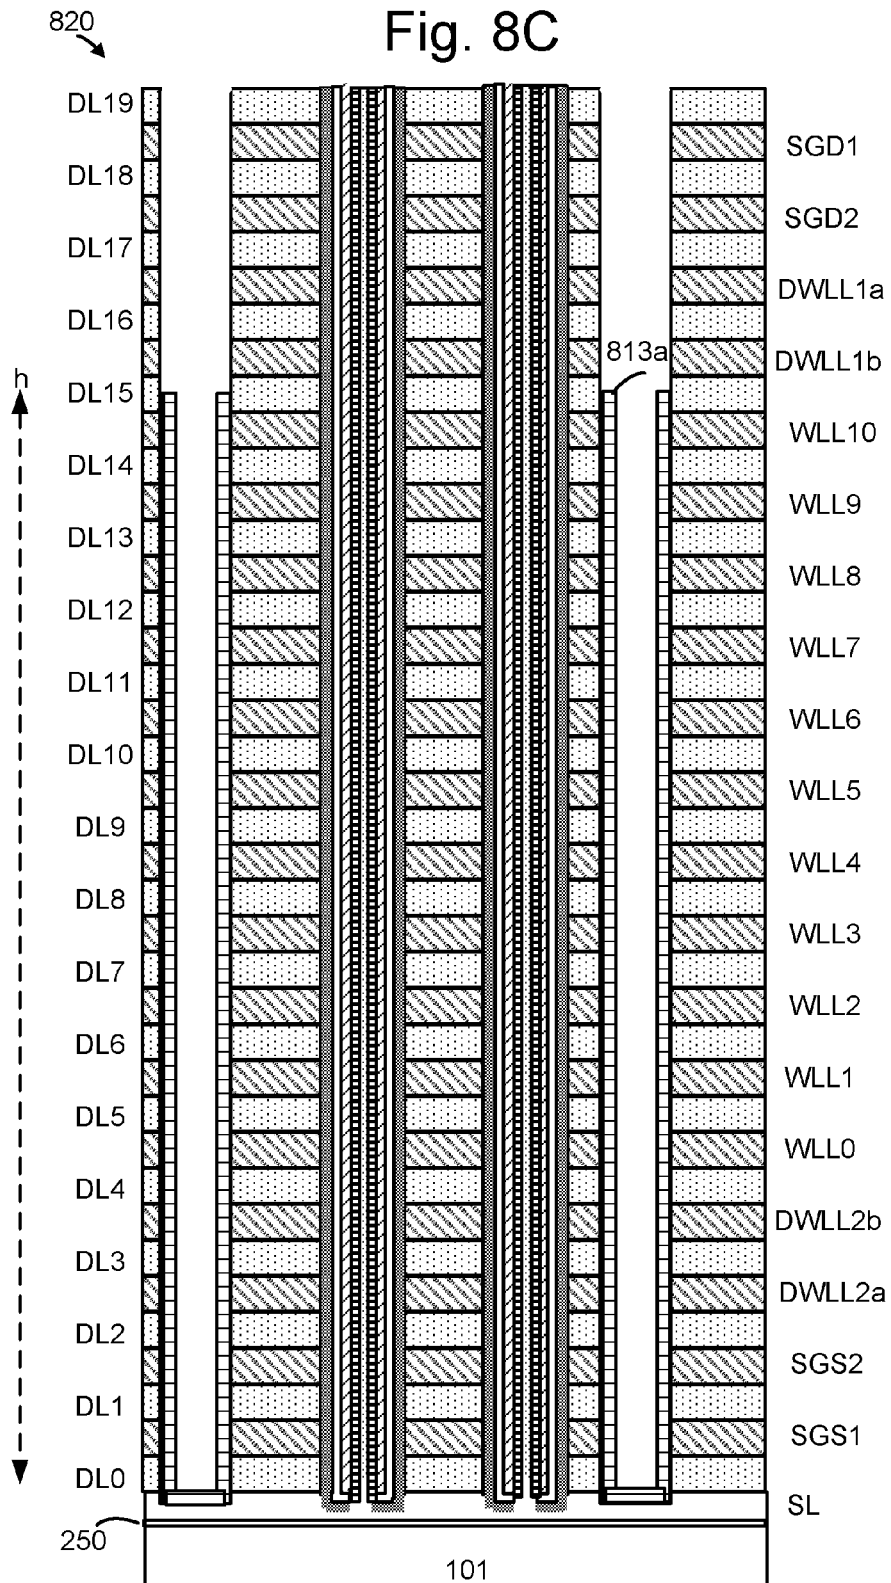 820
Fig. 8C
DL19
SGD1
DL18
SGD2
DL17
DWLL1a
DL16
813a
DWLL1b
h
DL15
WLL10
DL14
WLL9
DL13
WLL8
DL12
WLL7
DL11
WLL6
DL10
WLL5
DL9
WLL4
DL8
WLL3
DL7
WLL2
DL6
WLL1
DL5
WLL0
DL4
DWLL2b
DL3
DWLL2a
DL2
SGS2
DL1
SGS1
DL0
SL
250
101